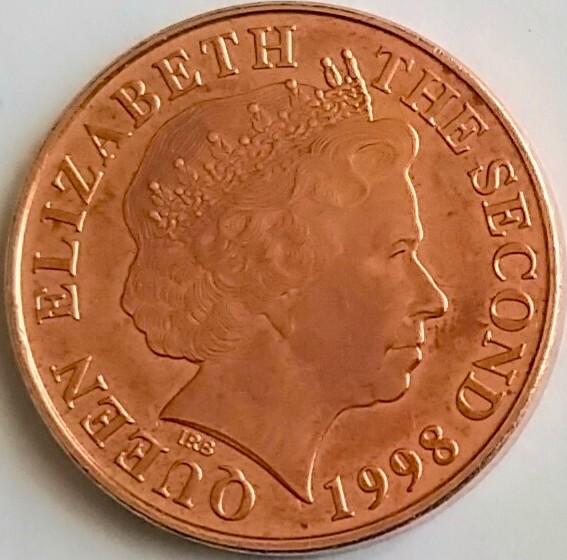 QUEEN ELIZABETH THE SECOND 1998
IRB